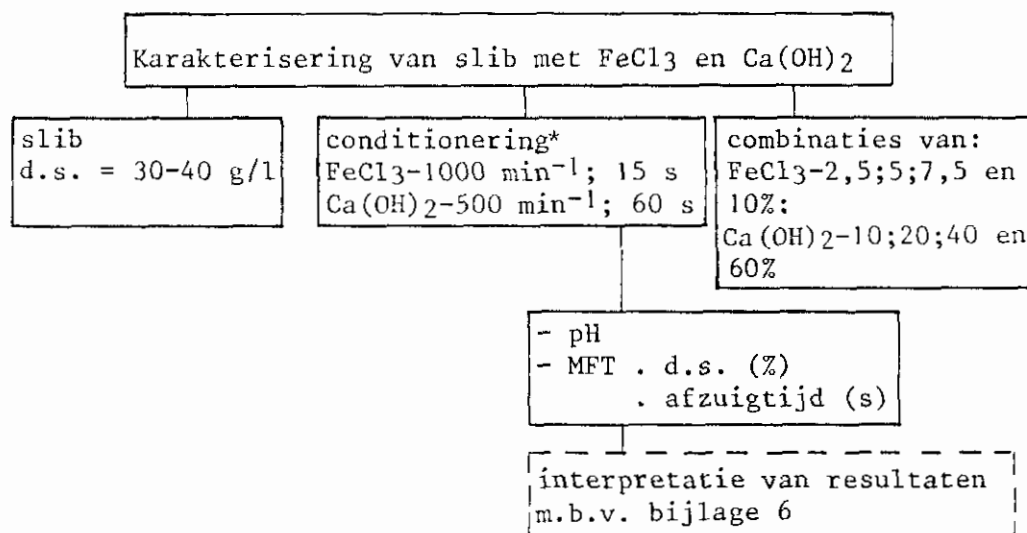 Karakterisering van slib met FeCl3 en Ca(OH)2
slib
d.s. = 30-40 g/l
conditionering*
FeCl3-1000 min-1; 15 s
Ca(OH)2-500 min-1; 60 s
combinaties van:
FeCl3-2,5;5;7,5 en
10%:
Ca(OH)2-10;20;40 en
60%
- pH
- MFT . d.s. (%)
. afzuigtijd (s)
interpretatie van resultaten
m.b.v. bijlage 6